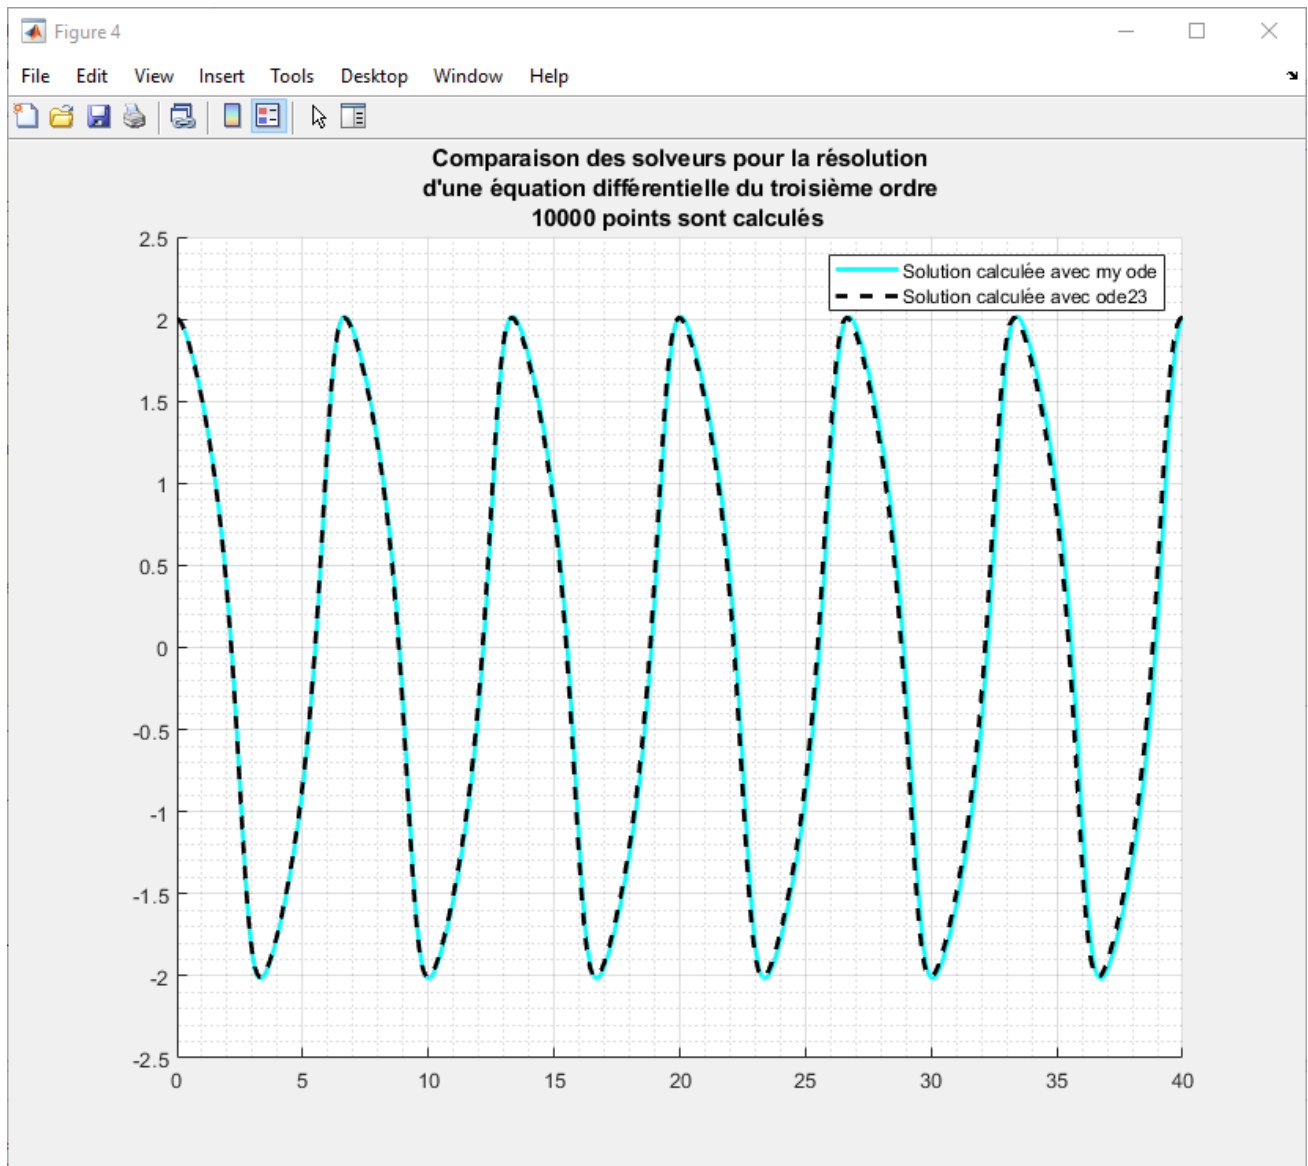 Figure 4
File Edit View Insert Tools Desktop Window Help
Comparaison des solveurs pour la résolution
d'une équation différentielle du troisième ordre
10000 points sont calculés
Solution calculée avec my ode
Solution calculée avec ode23
2.5
2
1.5
1
0.5
0
-0.5
-1
-1.5
-2
-2.5
0 5 10 15 20 25 30 35 40